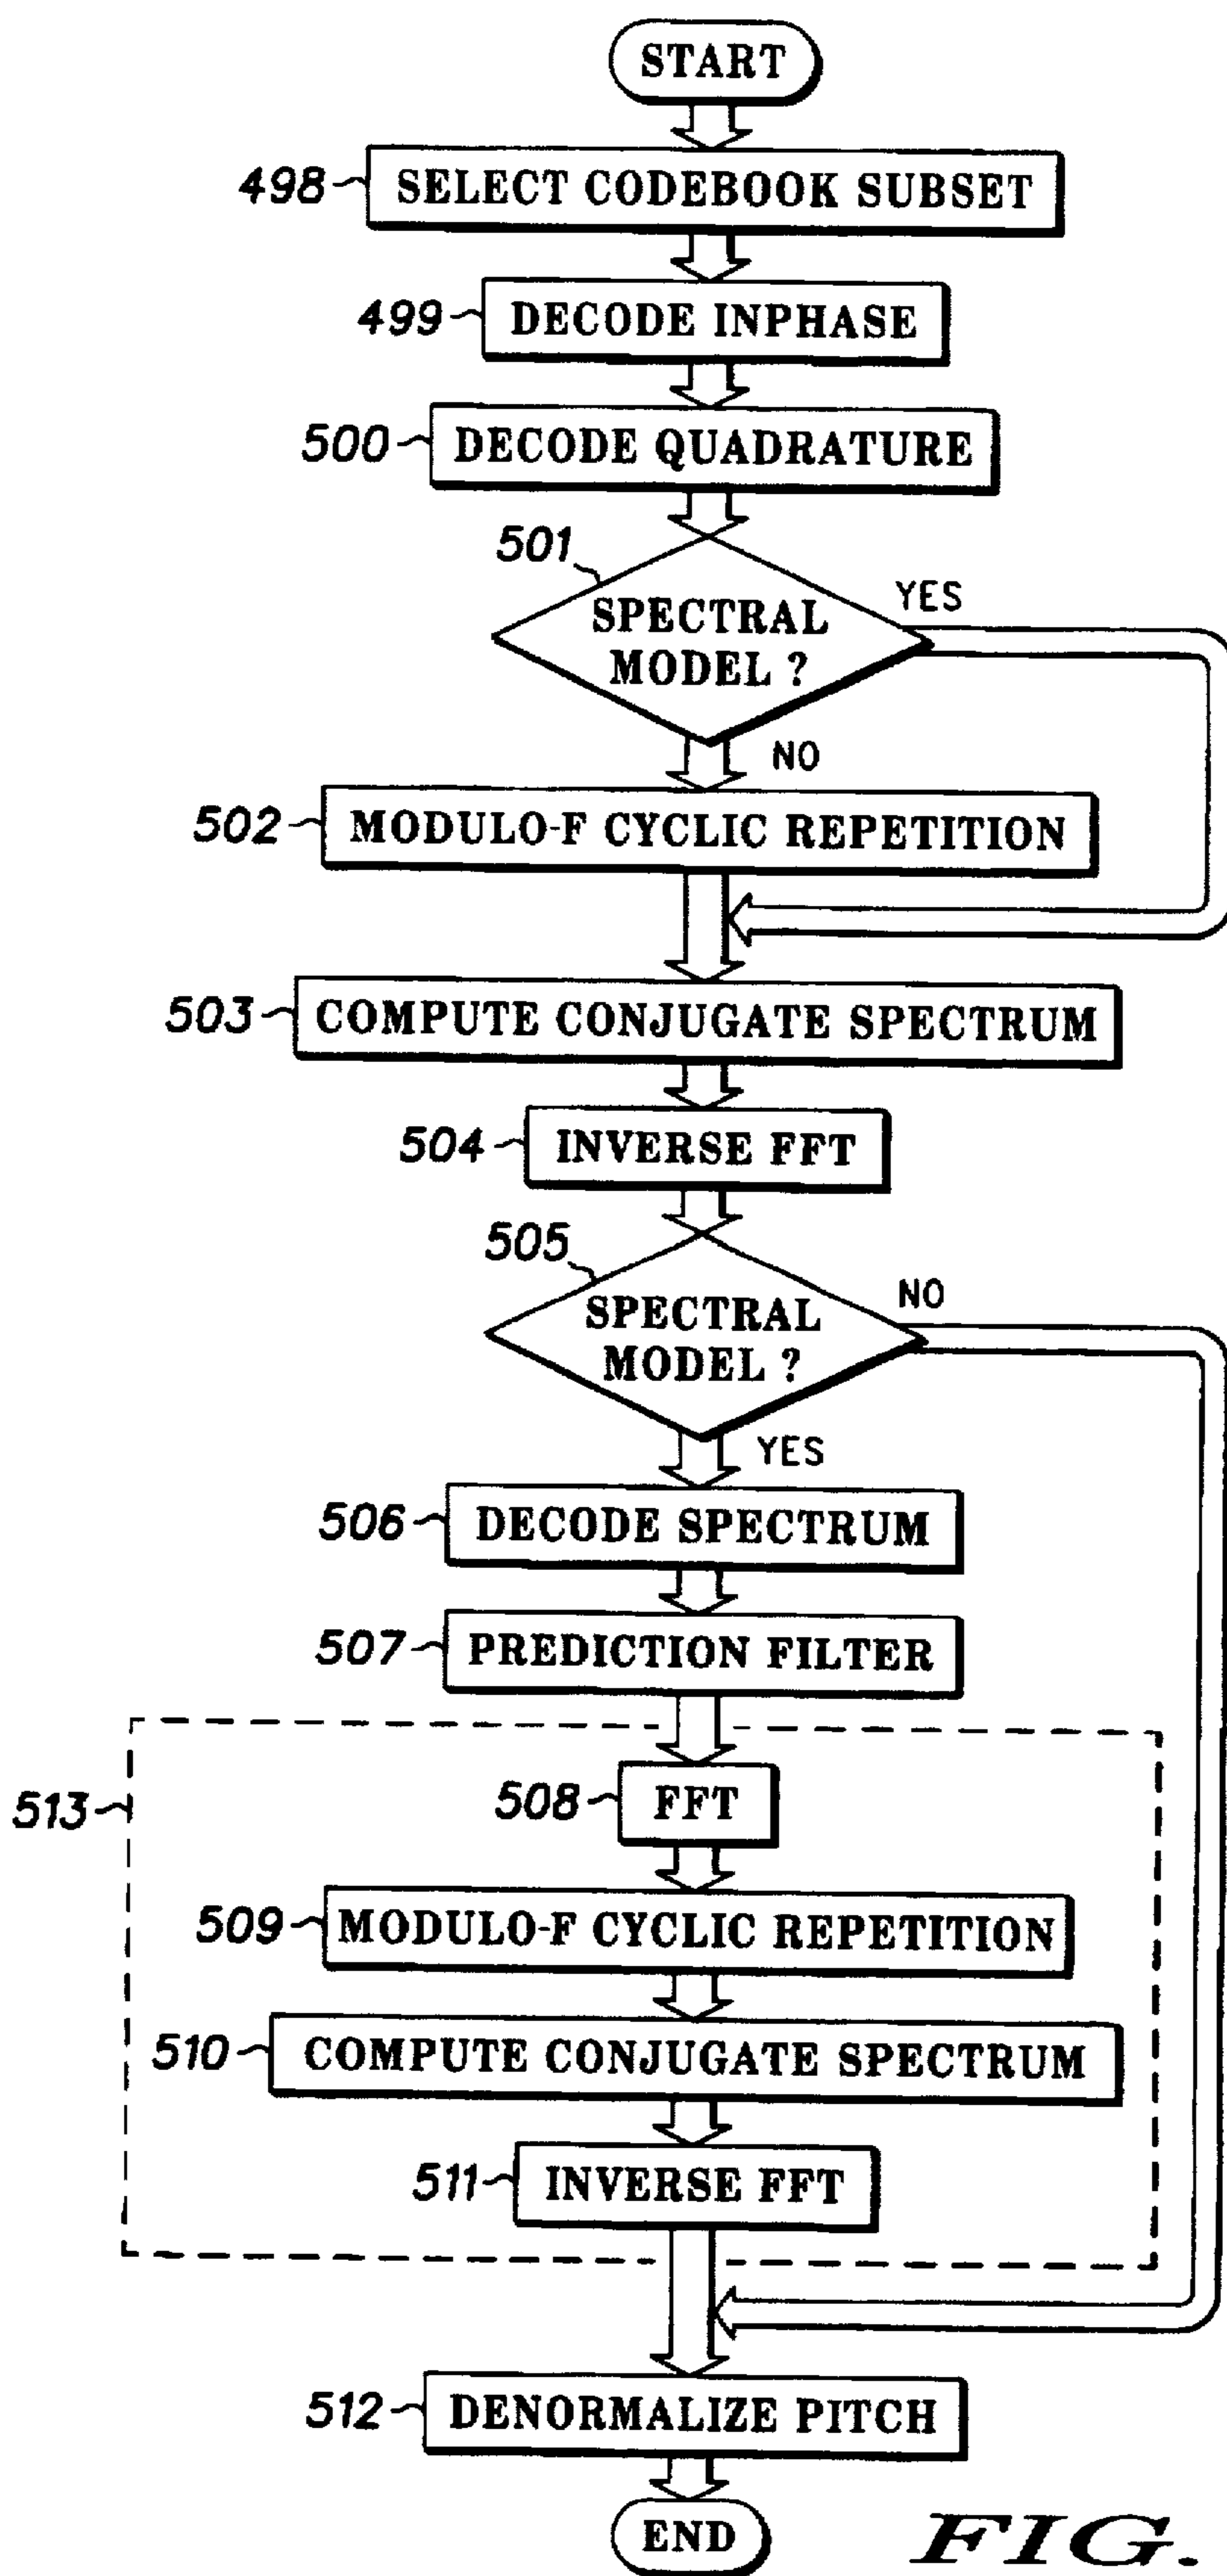 START
498
SELECT CODEBOOK SUBSET
499
DECODE INPHASE
500
DECODE QUADRATURE
501
YES
SPECTRAL
MODEL ?
NO
502
MODULO-F CYCLIC REPETITION
503
COMPUTE CONJUGATE SPECTRUM
504
INVERSE FFT
505
NO
SPECTRAL
MODEL ?
YES
506
DECODE SPECTRUM
507
PREDICTION FILTER
513
508
FFT
509
MODULO-F CYCLIC REPETITION
510
COMPUTE CONJUGATE SPECTRUM
511
INVERSE FFT
512
DENORMALIZE PITCH
END
FIG.